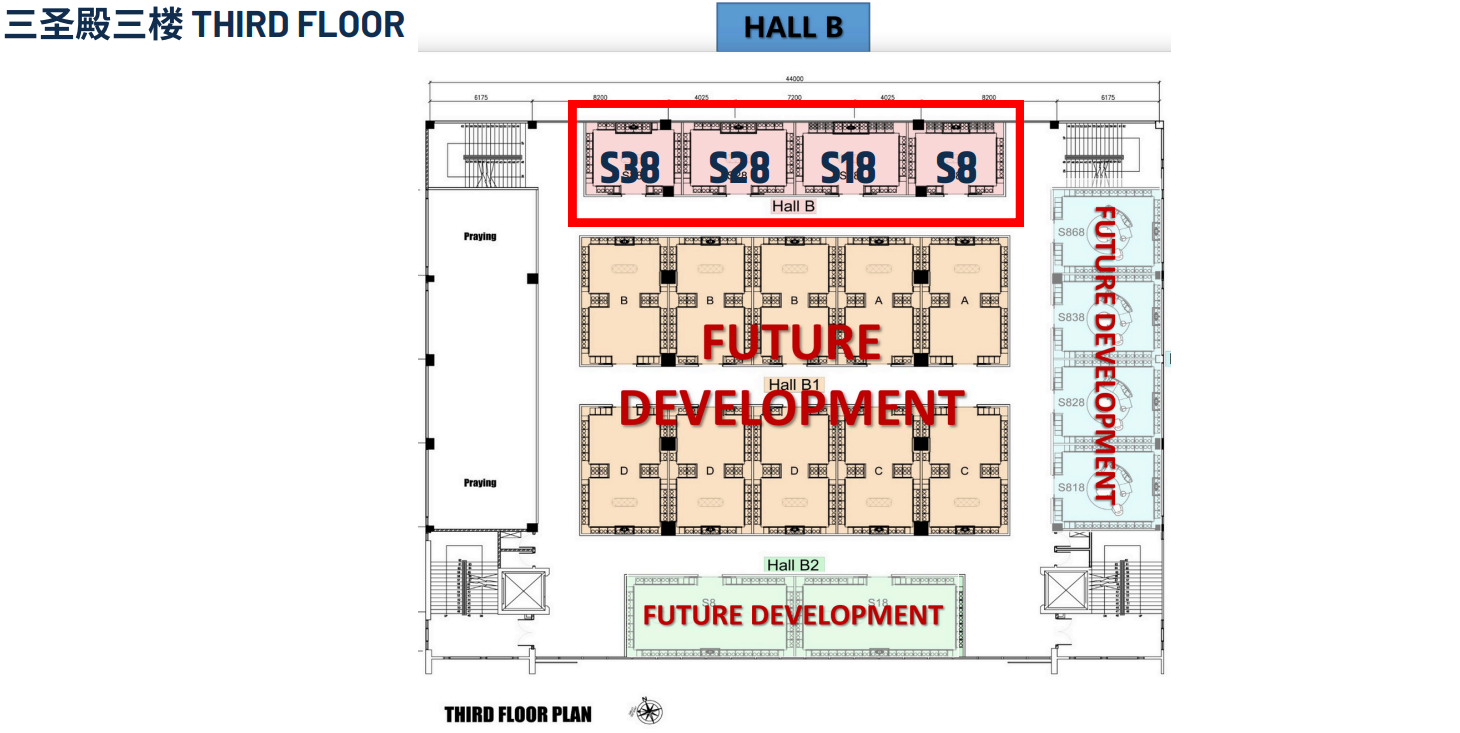 三圣殿三楼 THIRD FLOOR
HALL B
44000
6175 8200 4025 7200 4025 8200 6175
S38 S28 S18 S8
Hall B
Praying
S868
S838
S828
S818
FUTURE DEVELOPMENT
B B B A A
FUTURE
Hall B1
DEVELOPMENT
D D D C C
Praying
Hall B2
S8 S18
FUTURE DEVELOPMENT
THIRD FLOOR PLAN
N